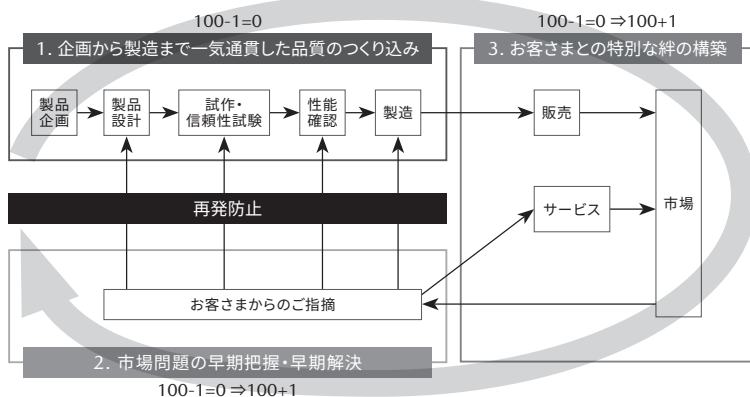 100-1=0
1. 企画から製造まで一気通貫した品質のつくり込み
製品
企画
製品
設計
試作・
信頼性試験
性能
確認
製造
再発防止
お客さまからのご指摘
2. 市場問題の早期把握・早期解決
100-1=0 ⇒100+1
100-1=0 ⇒100+1
3. お客さまとの特別な絆の構築
販売
サービス
市場